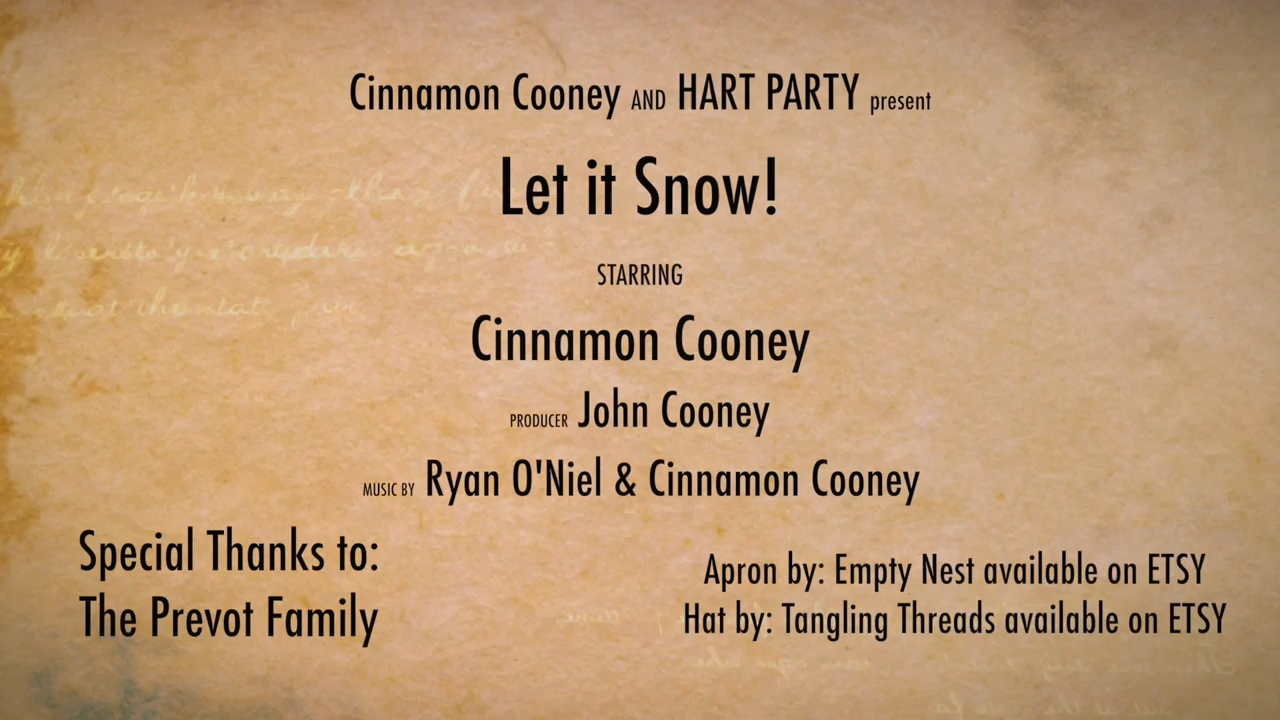 Cinnamon Cooney AND HART PARTY present
Let it Snow!
STARRING
Cinnamon Cooney
PRODUCER John Cooney
MUSIC BY Ryan O'Niel & Cinnamon Cooney
Special Thanks to:
The Prevot Family
Apron by: Empty Nest available on ETSY
Hat by: Tangling Threads available on ETSY